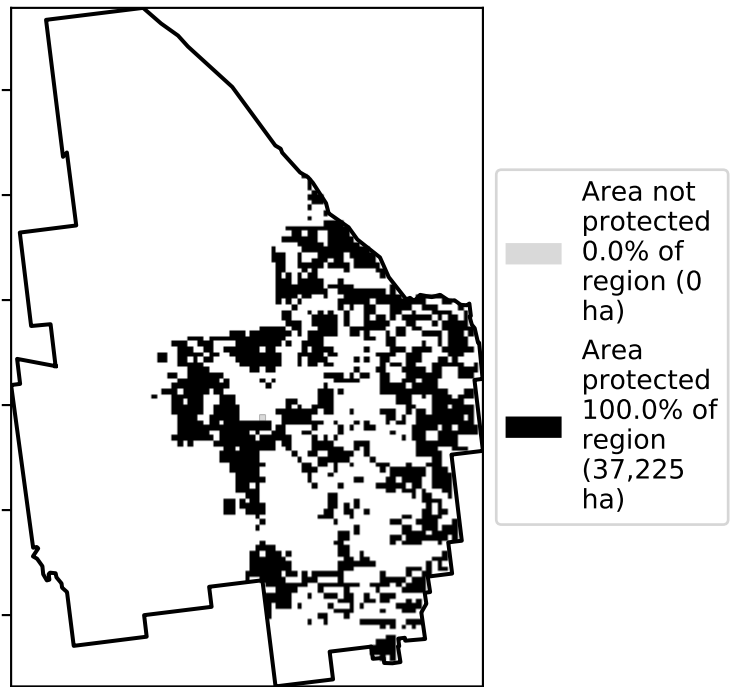 Area not
protected
0.0% of
region (0
ha)
Area
protected
100.0% of
region
(37,225
ha)